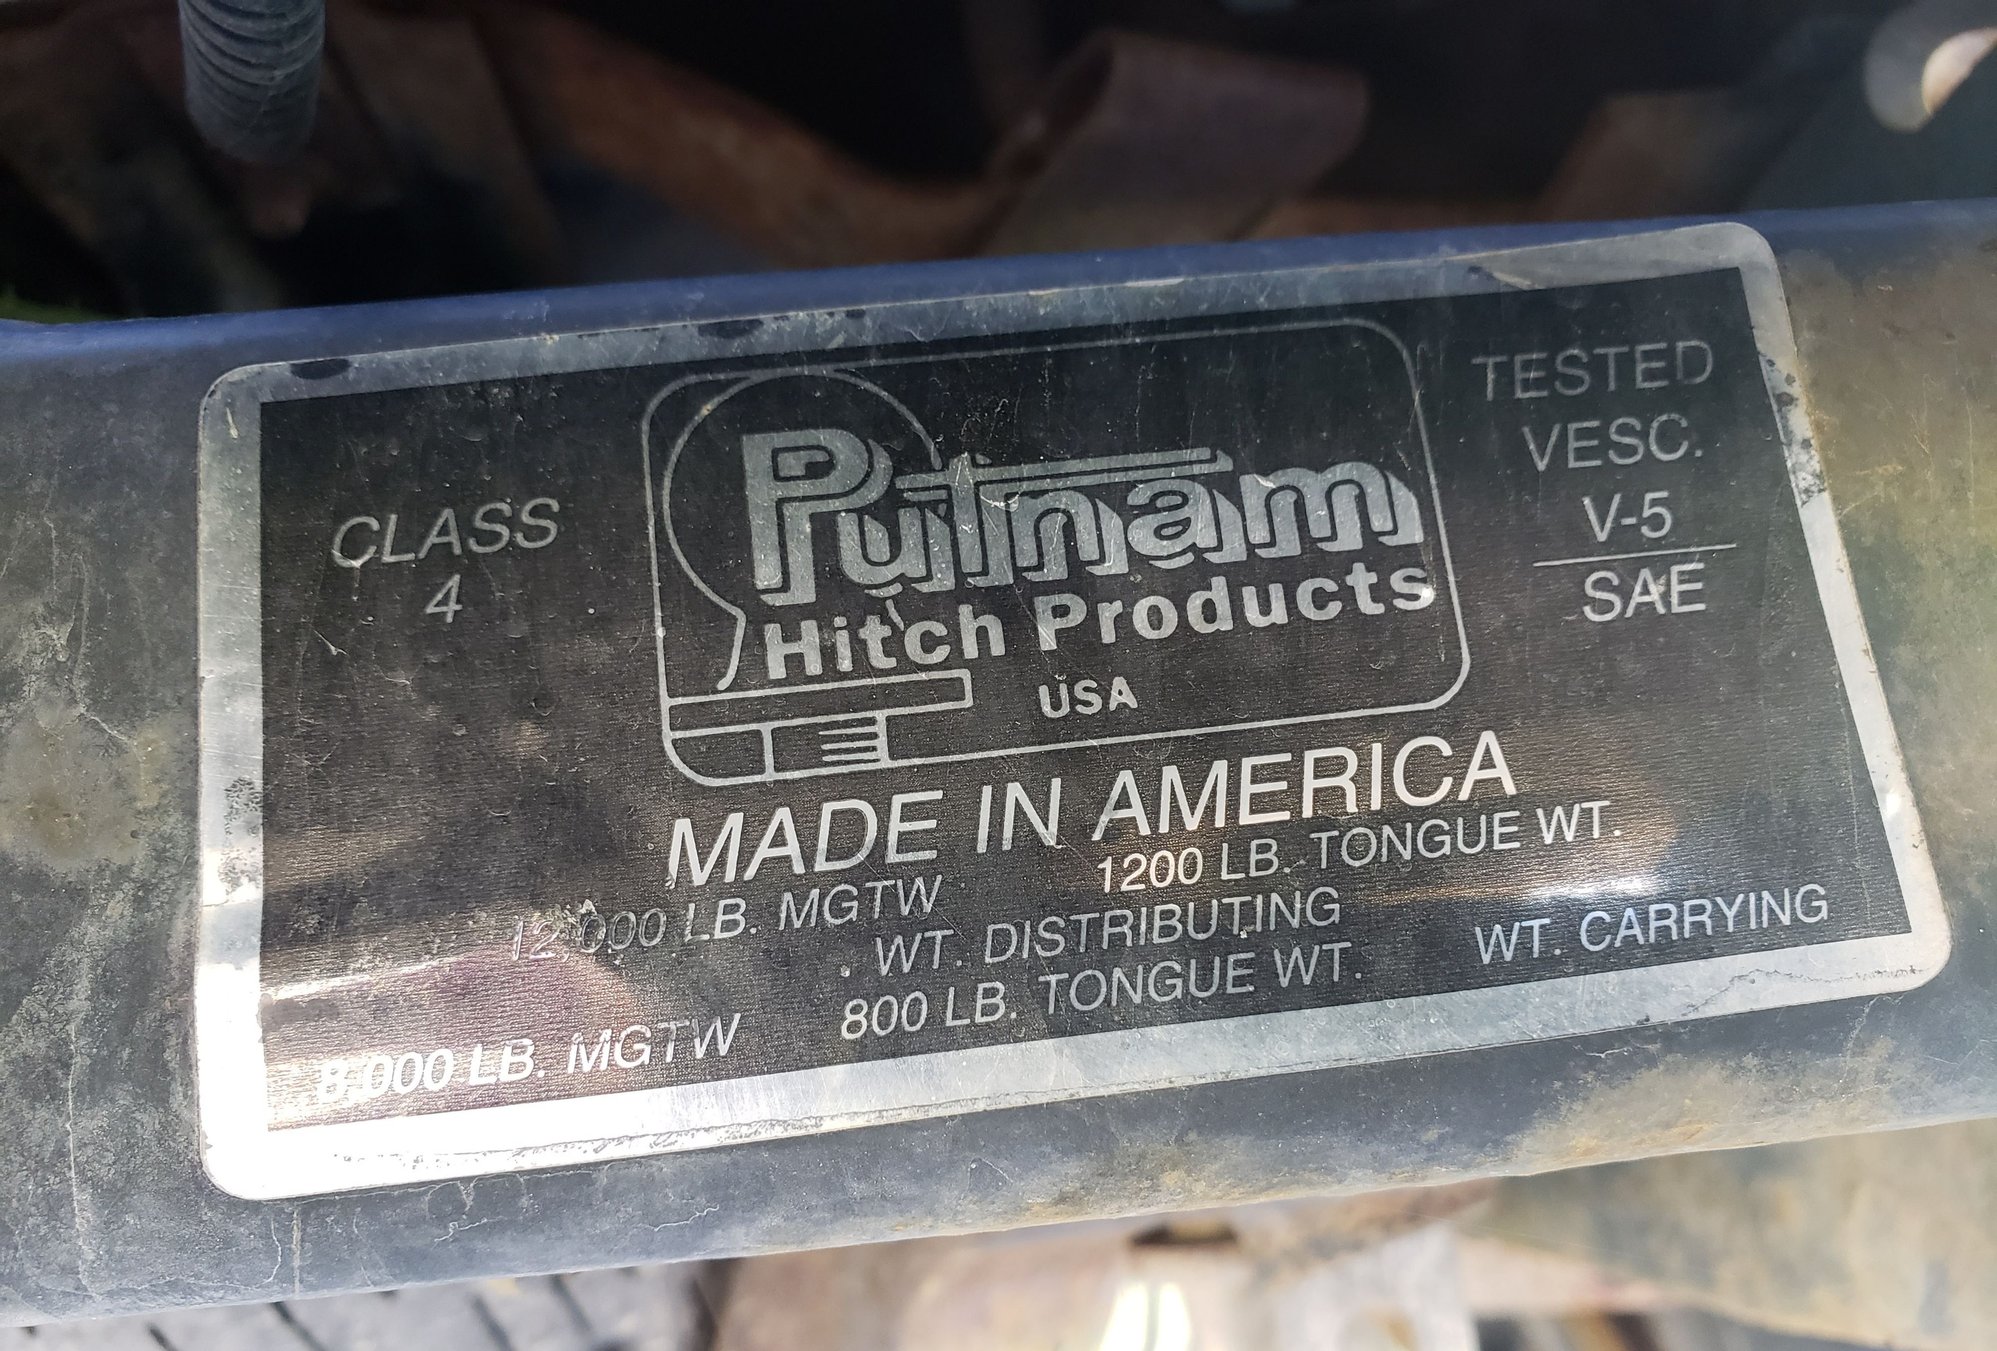 CLASS
4
Putnam
Hitch Products
USA
TESTED
VESC.
V-5
SAE
MADE IN AMERICA
12,000 LB. MGTW 1200 LB. TONGUE WT.
WT. DISTRIBUTING
8,000 LB. MGTW 800 LB. TONGUE WT. WT. CARRYING